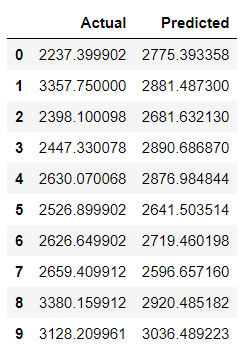 Actual Predicted
0 2237.399902 2775.393358
1 3357.750000 2881.487300
2 2398.100098 2681.632130
3 2447.330078 2890.686870
4 2630.070068 2876.984844
5 2526.899902 2641.503514
6 2626.649902 2719.460198
7 2659.409912 2596.657160
8 3380.159912 2920.485182
9 3128.209961 3036.489223